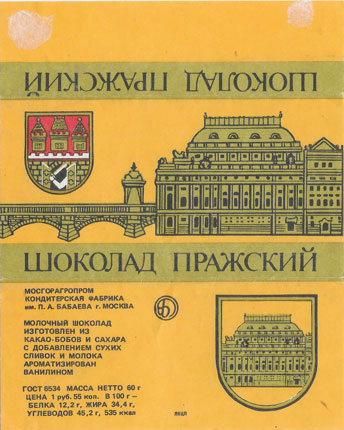 ШОКОЛАД ПРАЖСКИЙ
ШОКОЛАД ПРАЖСКИЙ
МОСГОРАГРОПРОМ
КОНДИТЕРСКАЯ ФАБРИКА
им. П. А. БАБАЕВА г. МОСКВА
МОЛОЧНЫЙ ШОКОЛАД
ИЗГОТОВЛЕН ИЗ
КАКАО-БОБОВ И САХАРА
С ДОБАВЛЕНИЕМ СУХИХ
СЛИВОК И МОЛОКА
АРОМАТИЗИРОВАН
ВАНИЛИНОМ
ГОСТ 6534 МАССА НЕТТО 60 г
ЦЕНА 1 руб. 55 коп. В 100 г —
БЕЛКА 12,2 г, ЖИРА 34,4 г,
УГЛЕВОДОВ 45,2 г, 535 ккал